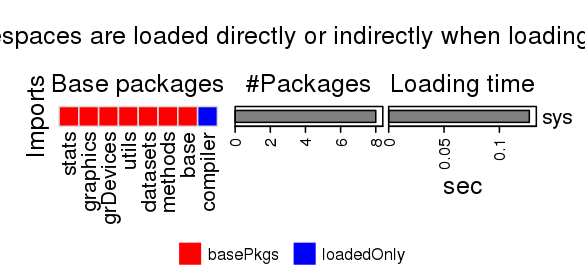 espaces are loaded directly or indirectly when loading
Base packages #Packages Loading time
Imports
sys
stats graphics grDevices utils datasets methods base compiler
0 2 4 6 8 0 0.05 0.1
sec
basePkgs loadedOnly